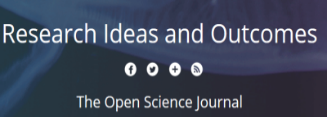 Research Ideas and Outcomes
The Open Science Journal